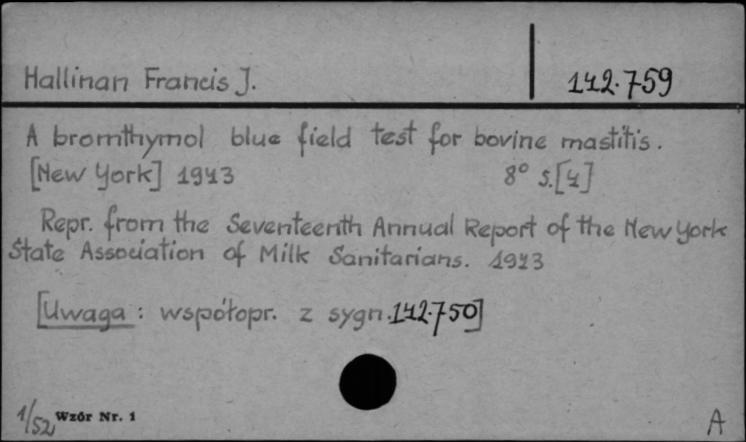 Hallinan Francis J.
142.759
A bromthymol blue field test for bovine mastitis.
[New York] 1943 8° s.[4]
Repr. from the Seventeenth Annual Report of the New York
State Association of Milk Sanitarians. 1943
[Uwaga : współopr. z sygn. 142.750]
1/52 Wzór Nr. 1
A